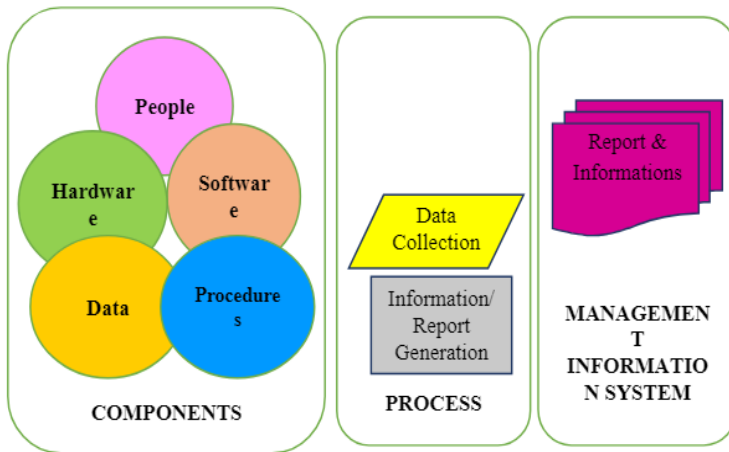 People
Hardwar
e
Softwar
e
Data
Procedure
s
COMPONENTS
Data
Collection
Information/
Report
Generation
PROCESS
Report &
Informations
MANAGEMEN
T
INFORMATIO
N SYSTEM